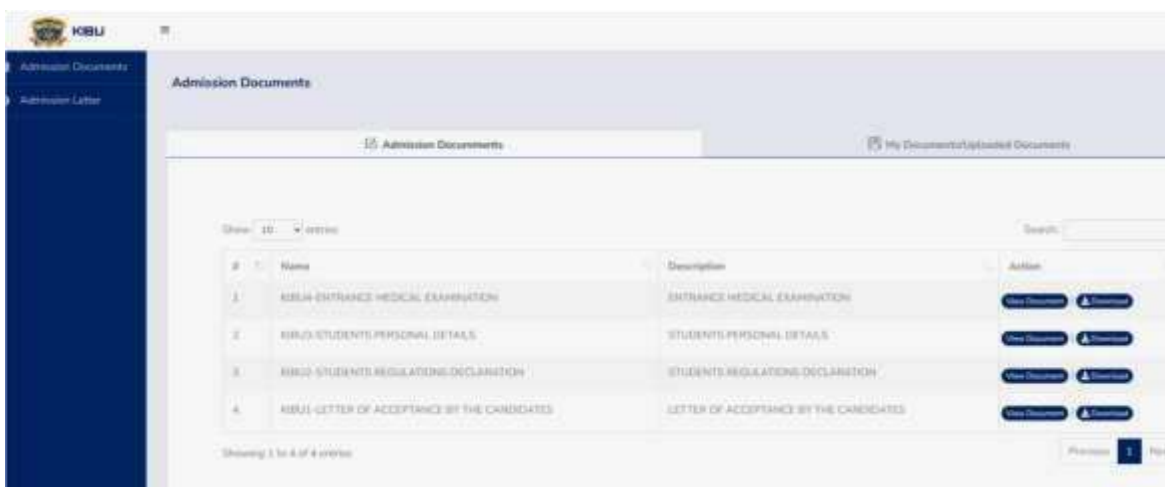 KIBU
Admission Documents
Admission Letter
Admission Documents
Admission Documments
My Documents/Uploaded Documents
Show 10 entries
Search:
# Name Description Action
1 KIBU4-ENTRANCE MEDICAL EXAMINATION ENTRANCE MEDICAL EXAMINATION View Document Download
2 KIBU3-STUDENTS PERSONAL DETAILS STUDENTS PERSONAL DETAILS View Document Download
3 KIBU2-STUDENTS REGULATIONS DECLARATION STUDENTS REGULATIONS DECLARATION View Document Download
4 KIBU1-LETTER OF ACCEPTANCE BY THE CANDIDATES LETTER OF ACCEPTANCE BY THE CANDIDATES View Document Download
Showing 1 to 4 of 4 entries
Previous 1